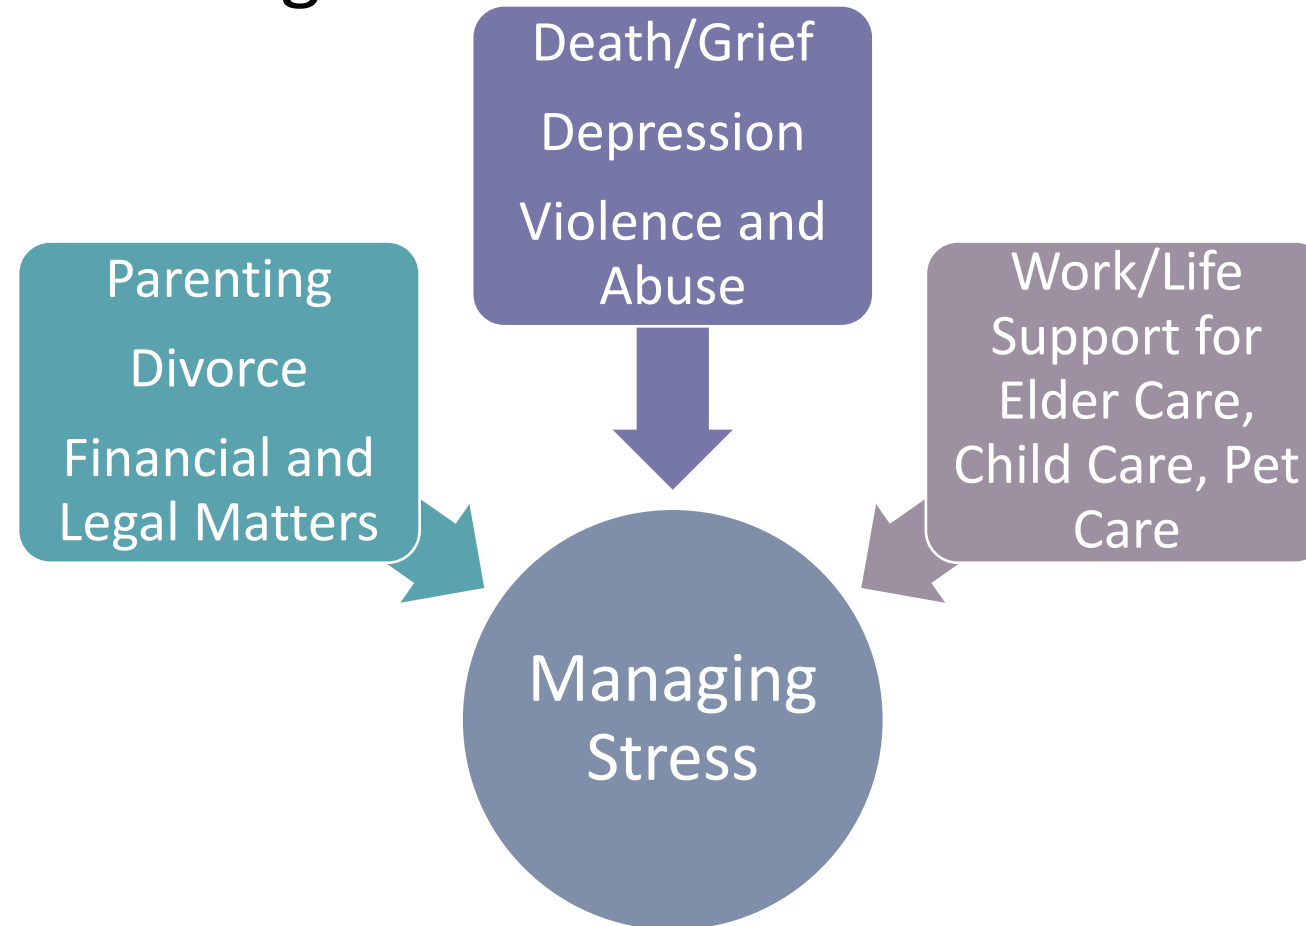 Death/Grief
Depression
Violence and
Abuse
Parenting
Divorce
Financial and
Legal Matters
Work/Life
Support for
Elder Care,
Child Care, Pet
Care
Managing
Stress